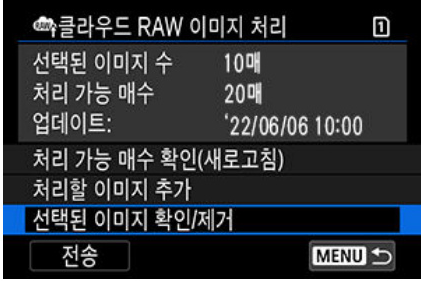 클라우드 RAW 이미지 처리 1
선택된 이미지 수 10매
처리 가능 매수 20매
업데이트: '22/06/06 10:00
처리 가능 매수 확인(새로고침)
처리할 이미지 추가
선택된 이미지 확인/제거
전송 MENU